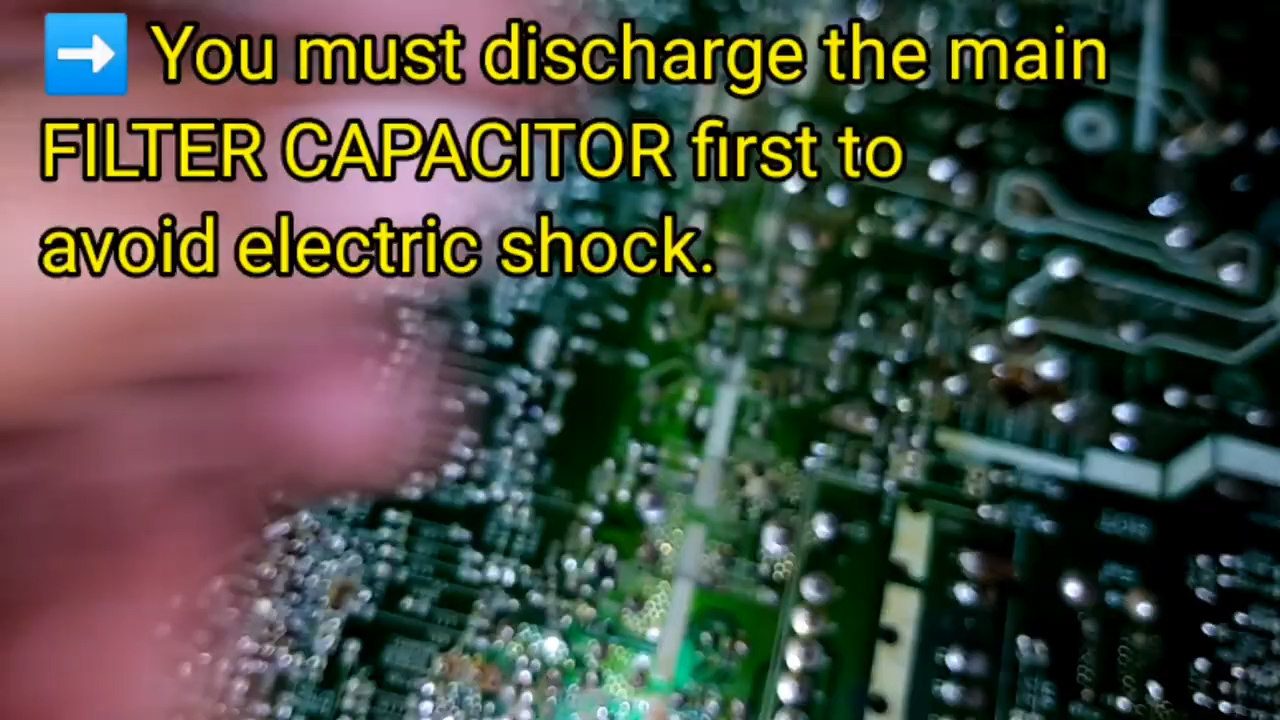 ➡️ You must discharge the main
FILTER CAPACITOR first to
avoid electric shock.